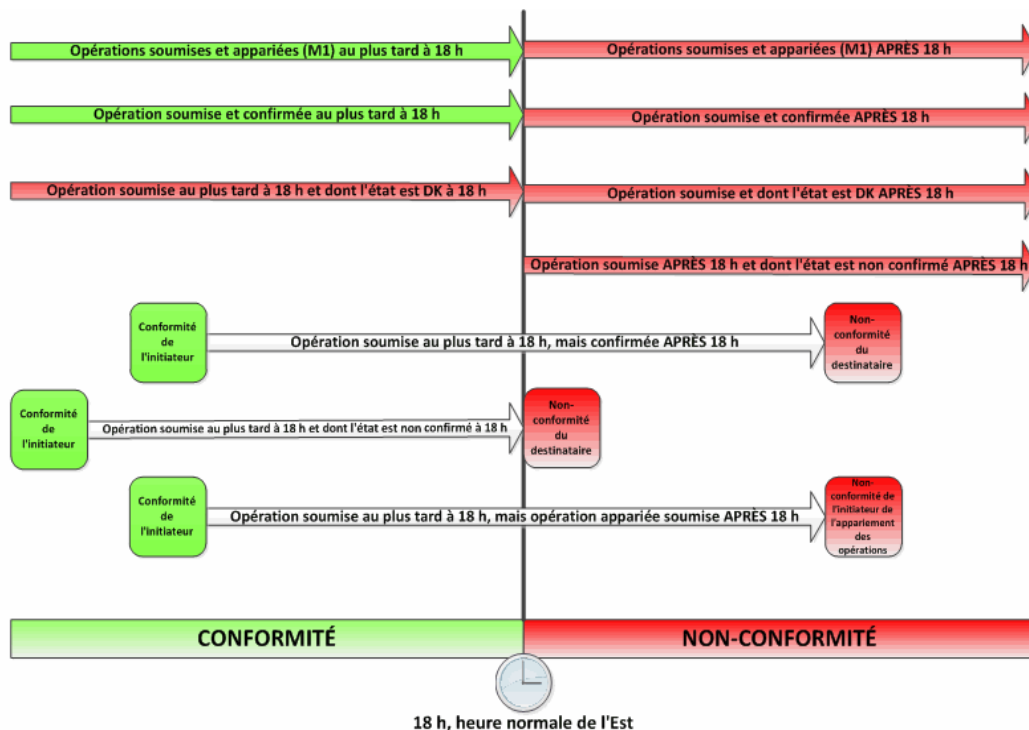 Opérations soumises et appariées (M1) au plus tard à 18 h
Opérations soumises et appariées (M1) APRÈS 18 h
Opération soumise et confirmée au plus tard à 18 h
Opération soumise et confirmée APRÈS 18 h
Opération soumise au plus tard à 18 h et dont l'état est DK à 18 h
Opération soumise et dont l'état est DK APRÈS 18 h
Opération soumise APRÈS 18 h et dont l'état est non confirmé APRÈS 18 h
Conformité
de
l'initiateur
Opération soumise au plus tard à 18 h, mais confirmée APRÈS 18 h
Non-
conformité
du
destinataire
Conformité
de
l'initiateur
Opération soumise au plus tard à 18 h et dont l'état est non confirmé à 18 h
Non-
conformité
du
destinataire
Conformité
de
l'initiateur
Opération soumise au plus tard à 18 h, mais opération appariée soumise APRÈS 18 h
Non-
conformité de
l'initiateur de
l'appariement
des
opérations
CONFORMITÉ
NON-CONFORMITÉ
18 h, heure normale de l'Est